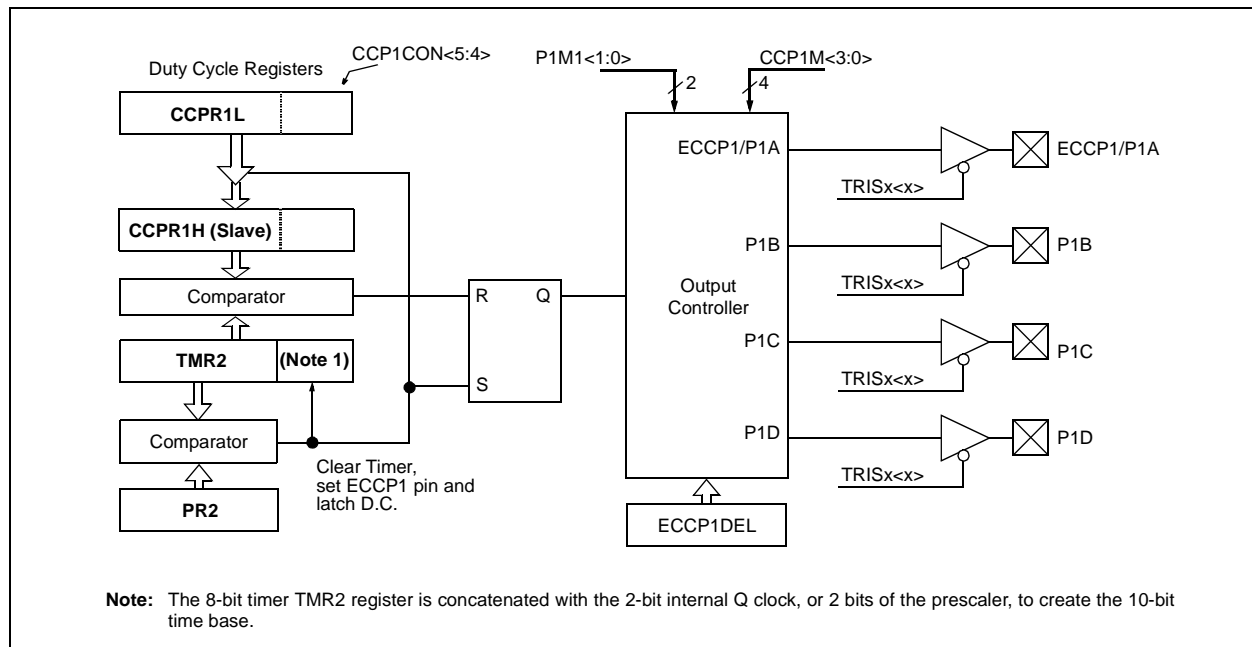 CCP1CON<5:4>
Duty Cycle Registers
CCPR1L
CCPR1H (Slave)
Comparator
TMR2
(Note 1)
Comparator
PR2
Clear Timer,
set ECCP1 pin and
latch D.C.
R
Q
S
P1M1<1:0>
2
CCP1M<3:0>
4
ECCP1/P1A
P1B
Output
Controller
P1C
P1D
ECCP1DEL
TRISx<x>
ECCP1/P1A
TRISx<x>
P1B
TRISx<x>
P1C
TRISx<x>
P1D
Note: The 8-bit timer TMR2 register is concatenated with the 2-bit internal Q clock, or 2 bits of the prescaler, to create the 10-bit
time base.